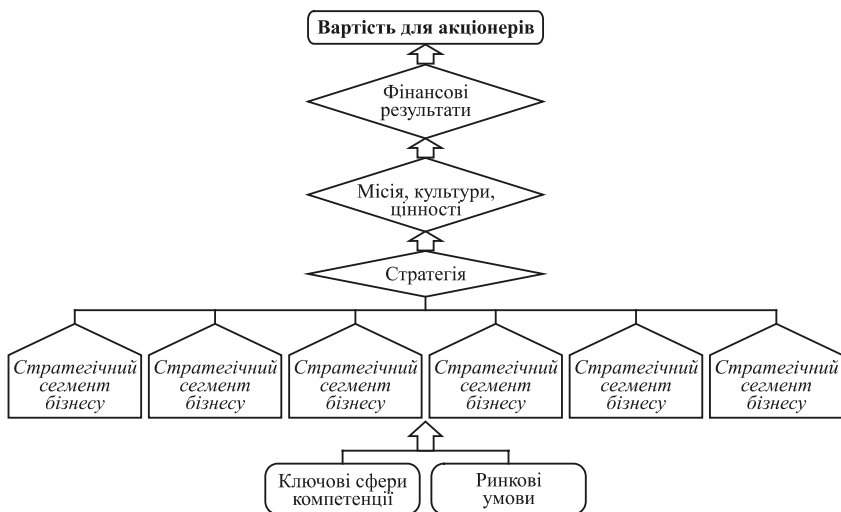 Вартість для акціонерів
Фінансові
результати
Місія, культури,
цінності
Стратегія
Стратегічний
сегмент
бізнесу
Стратегічний
сегмент
бізнесу
Стратегічний
сегмент
бізнесу
Стратегічний
сегмент
бізнесу
Стратегічний
сегмент
бізнесу
Стратегічний
сегмент
бізнесу
Ключові сфери
компетенції
Ринкові
умови